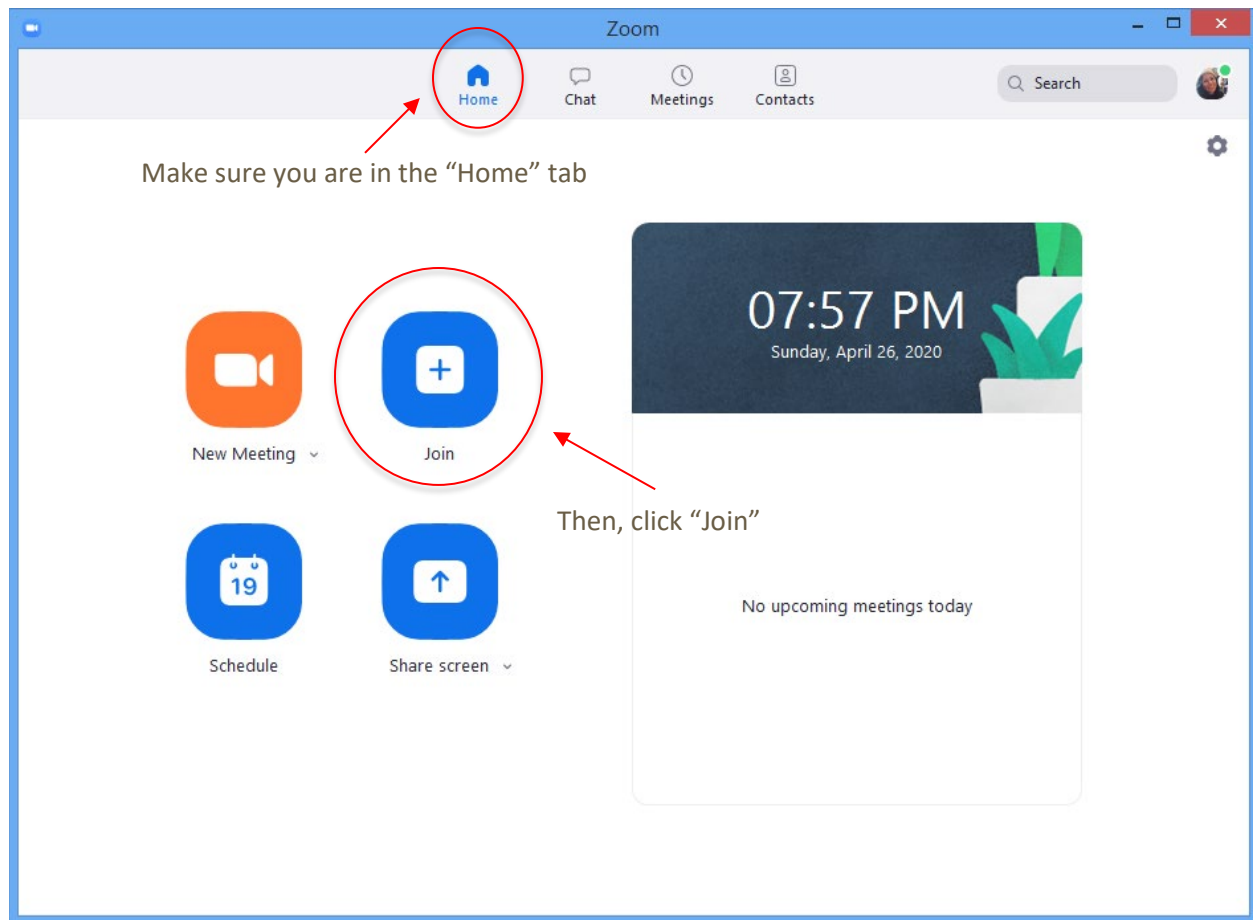 Zoom
Home
Chat
Meetings
Contacts
Search
Make sure you are in the “Home” tab
07:57 PM
Sunday, April 26, 2020
New Meeting
Join
Then, click “Join”
19
No upcoming meetings today
Schedule
Share screen